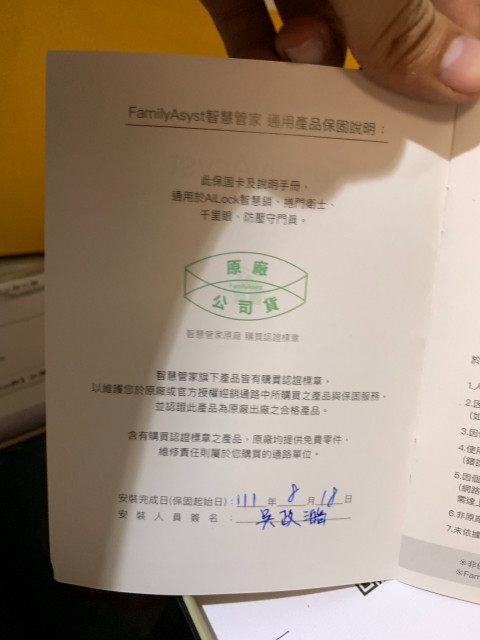 FamilyAsyst智慧管家 通用產品保固說明：
此保固卡及說明手冊，
適用於AiLock智慧鎖、捲門衛士、
千里眼、防壓守門員。
原廠
公司貨
智慧管家原廠 購買認證標章
智慧管家旗下產品皆有購買認證標章，
以維護您於原廠或官方授權經銷通路中所購買之產品與保固服務，
並認證此產品為原廠出廠之合格產品。
含有購買認證標章之產品，原廠均提供免費零件，
維修責任則屬於您購買的通路單位。
安裝完成日(保固起始日)：111 年 8 月 18 日
安裝人員簽名：吳政
於
1.人
2.因
(如
3.因
4.使用
5.因個
(網路
需達
6.非原廠
7.未依據
＊非
＊Fam